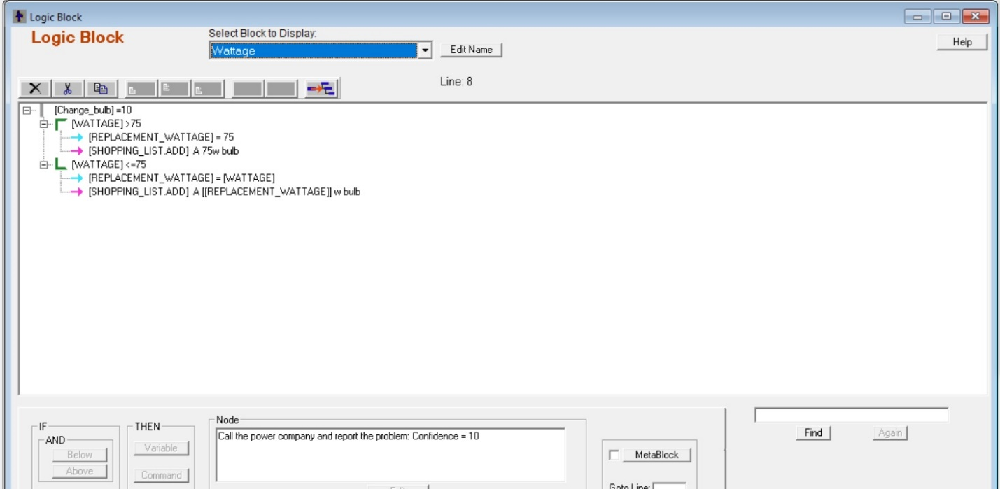 Logic Block
Logic Block
Select Block to Display:
Wattage
Edit Name
Help
Line: 8
[Change_bulb] =10
[WATTAGE] >75
[REPLACEMENT_WATTAGE] = 75
[SHOPPING_LIST.ADD] A 75w bulb
[WATTAGE] <=75
[REPLACEMENT_WATTAGE] = [WATTAGE]
[SHOPPING_LIST.ADD] A [[REPLACEMENT_WATTAGE]] w bulb
IF
AND
Below
Above
THEN
Variable
Command
Node
Call the power company and report the problem: Confidence = 10
MetaBlock
Goto Line:
Find
Again